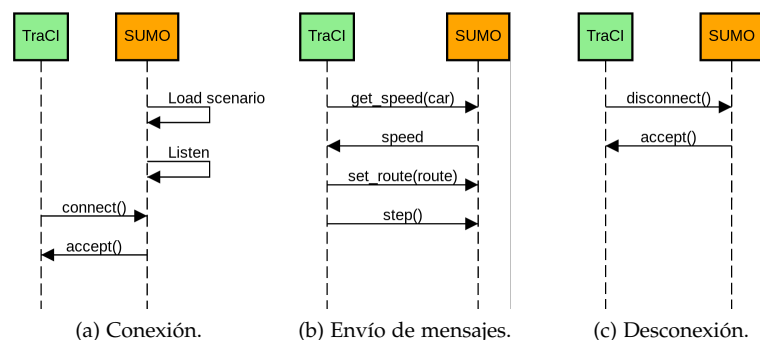 TraCI
SUMO
Load scenario
Listen
connect()
accept()
(a) Conexión.
TraCI
SUMO
get_speed(car)
speed
set_route(route)
step()
(b) Envío de mensajes.
TraCI
SUMO
disconnect()
accept()
(c) Desconexión.